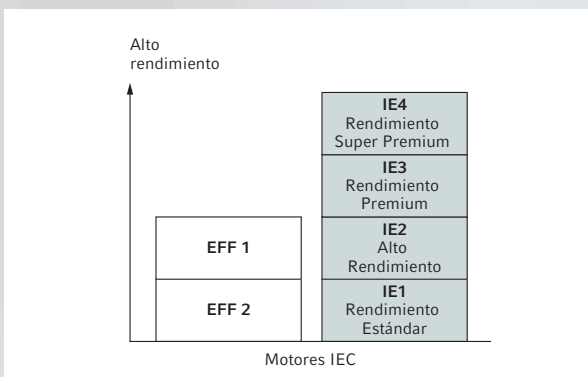 Alto
rendimiento
IE4
Rendimiento
Super Premium
IE3
Rendimiento
Premium
EFF 1
IE2
Alto
Rendimiento
EFF 2
IE1
Rendimiento
Estándar
Motores IEC